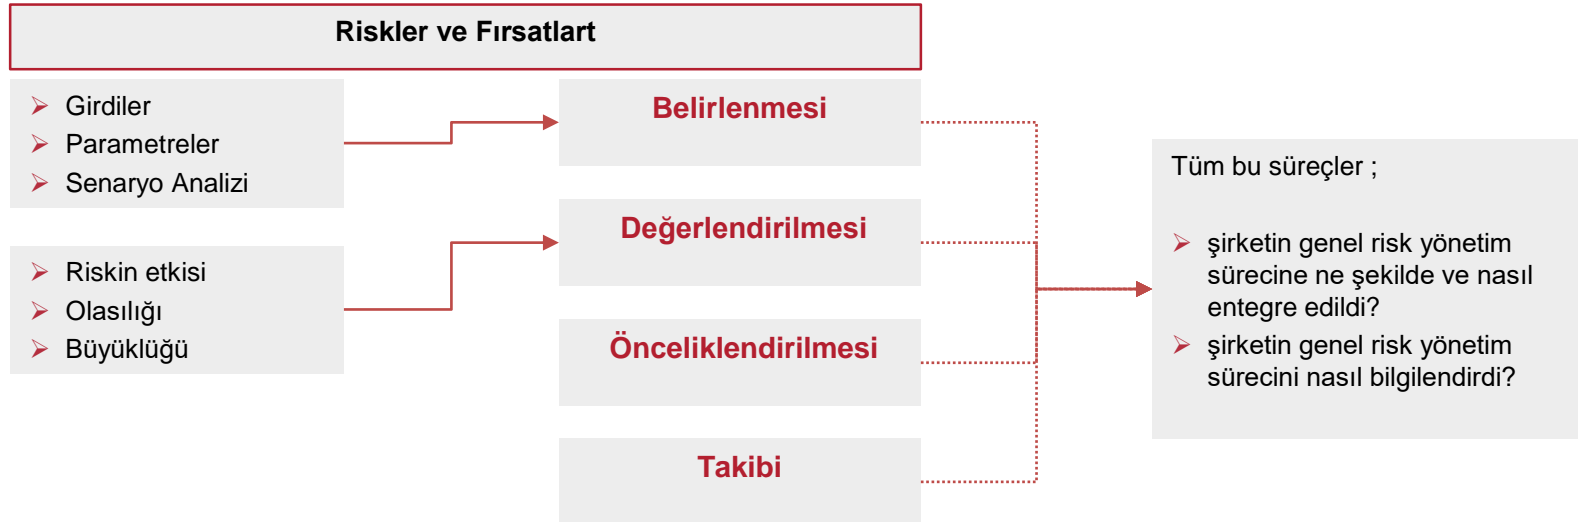 Riskler ve Fırsatlart
Girdiler
Parametreler
Senaryo Analizi
Riskin etkisi
Olasılığı
Büyüklüğü
Belirlenmesi
Değerlendirilmesi
Önceliklendirilmesi
Takibi
Tüm bu süreçler ;
şirketin genel risk yönetim
sürecine ne şekilde ve nasıl
entegre edildi?
şirketin genel risk yönetim
sürecini nasıl bilgilendirdi?